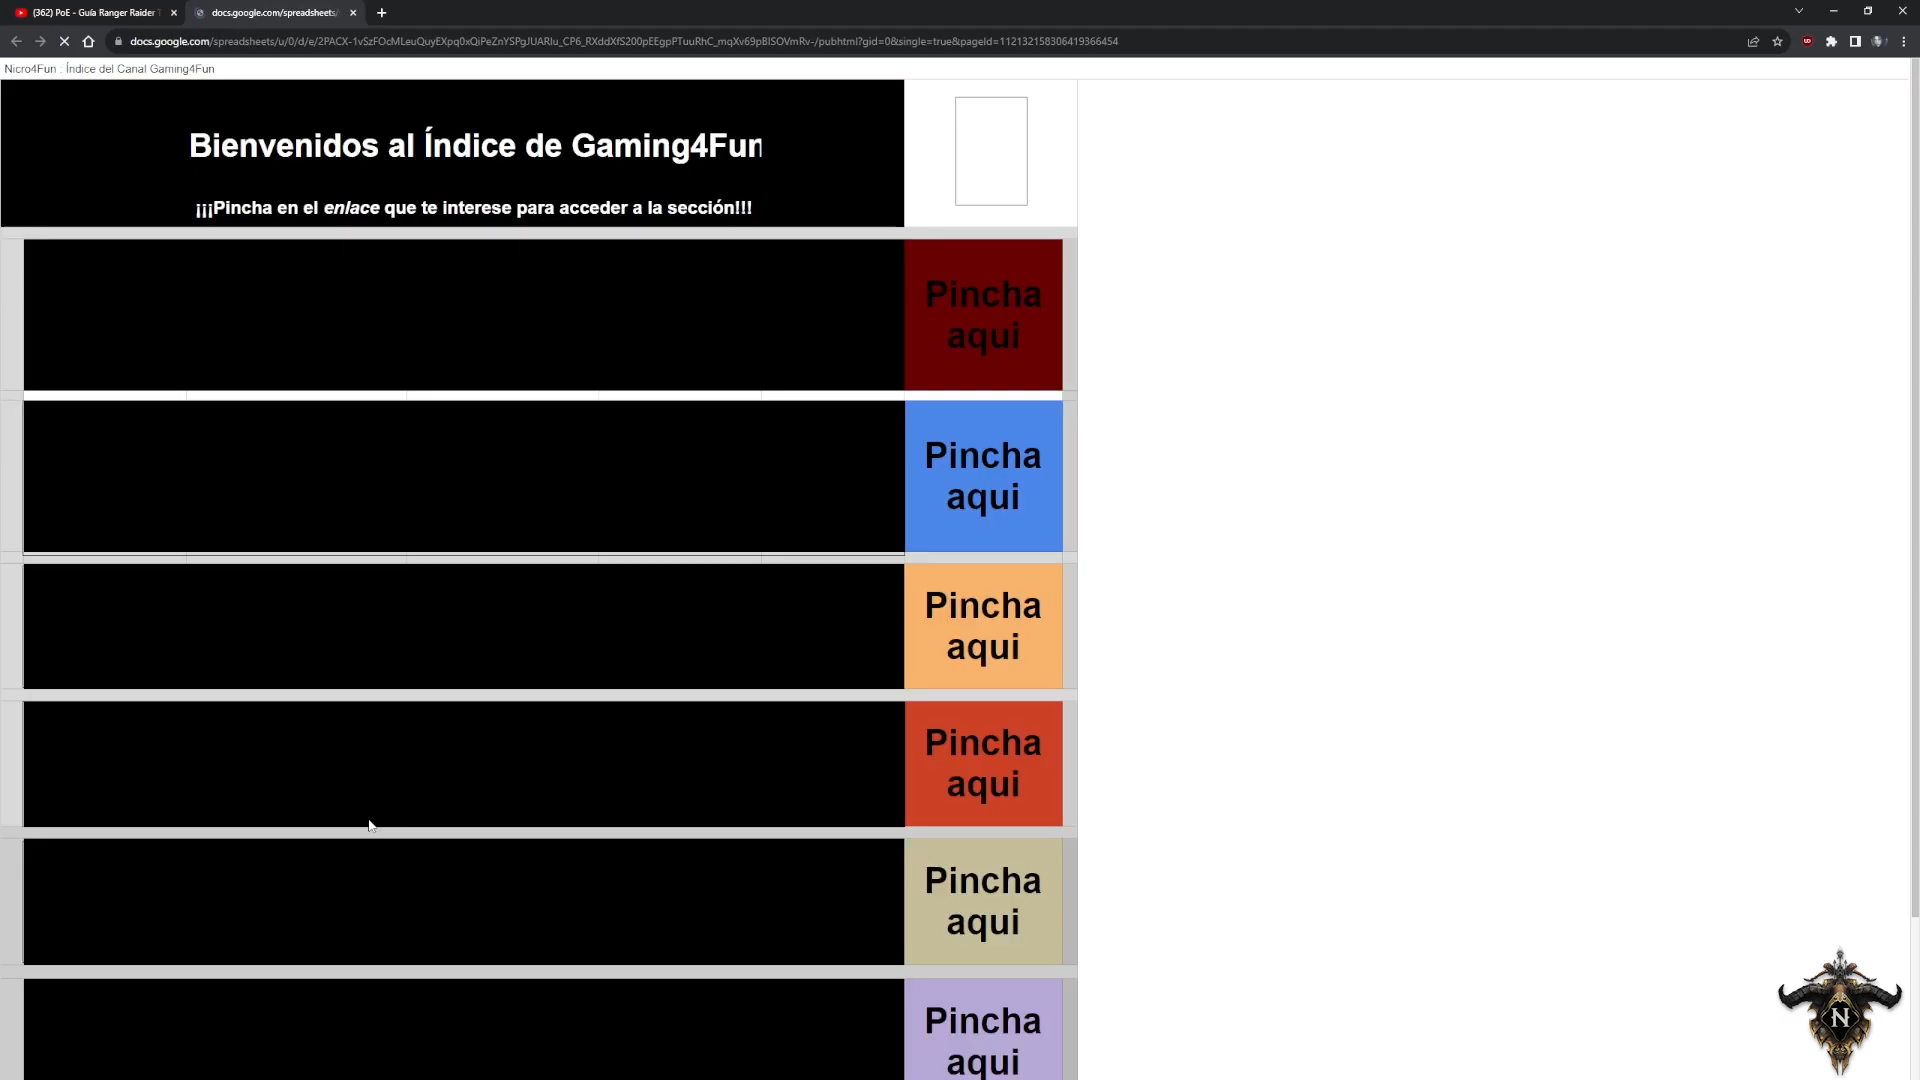 (362) PoE - Guía Ranger Raider T
docs.google.com/spreadsheets/
docs.google.com/spreadsheets/u/0/d/e/2PACX-1vSzFOcMLeuQuyEXpq0xQiPeZnYSPgJUARlu_CP6_RXddXfS200pEEgpPTuuRhC_mqXv69pBISOVmRv-/pubhtml?gid=0&single=true&pageId=112132158306419366454
Nicro4Fun : Índice del Canal Gaming4Fun
Bienvenidos al Índice de Gaming4Fun
¡¡¡Pincha en el enlace que te interese para acceder a la sección!!!
Pincha
aqui
Pincha
aqui
Pincha
aqui
Pincha
aqui
Pincha
aqui
Pincha
aqui
N